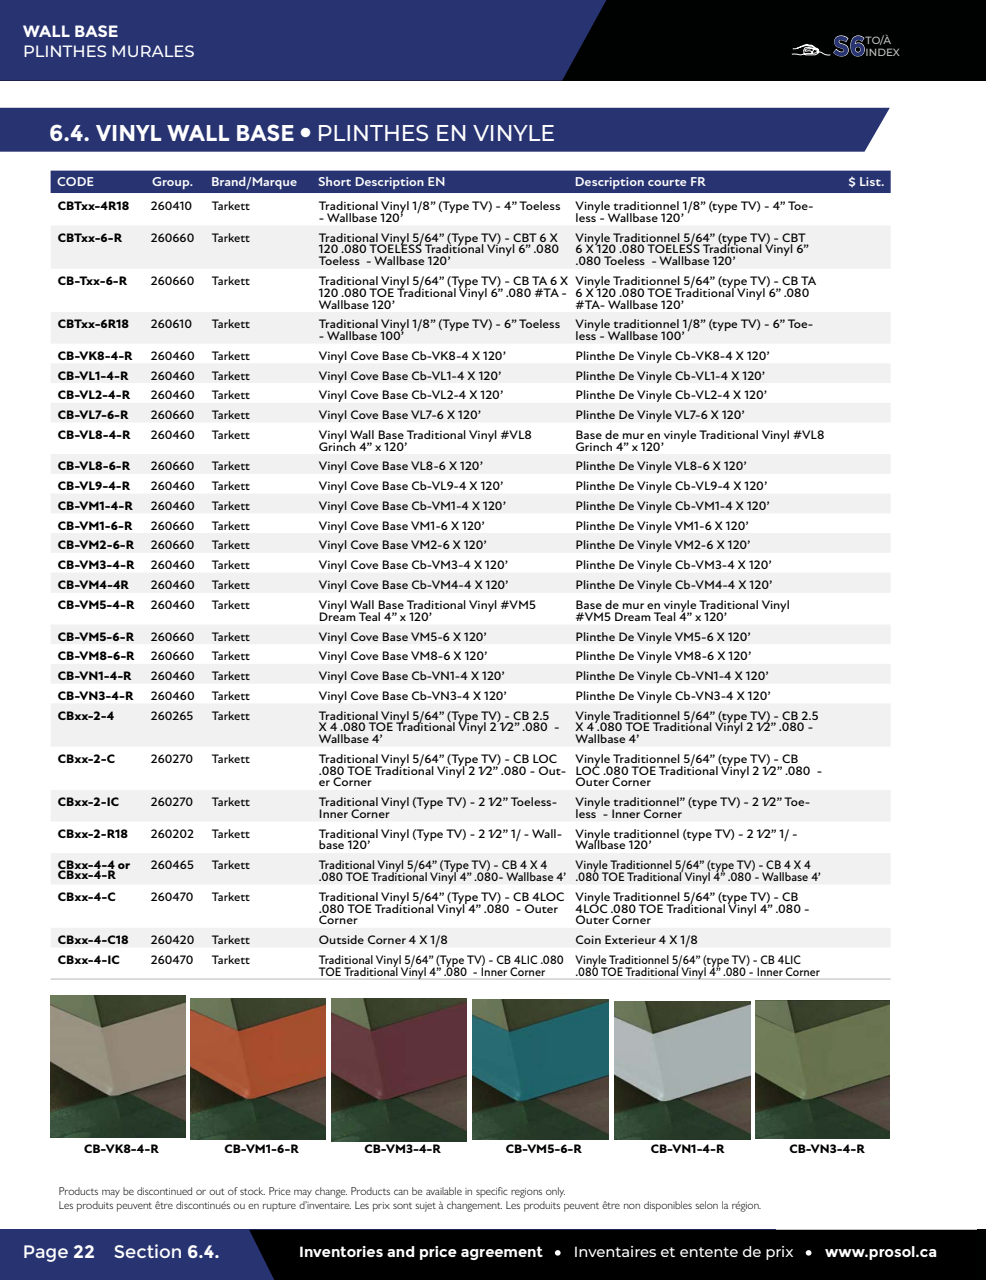 WALL BASE
PLINTHES MURALES
S6 TO/À
INDEX
6.4. VINYL WALL BASE • PLINTHES EN VINYLE
CODE Group. Brand/Marque Short Description EN Description courte FR $ List.
CBTxx-4R18 260410 Tarkett Traditional Vinyl 1/8” (Type TV) - 4” Toeless Vinyle traditionnel 1/8” (type TV) - 4” Toe-
- Wallbase 120’ less - Wallbase 120’
CBTxx-6-R 260660 Tarkett Traditional Vinyl 5/64” (Type TV) - CBT 6 X Vinyle Traditionnel 5/64” (type TV) - CBT
120 .080 TOELESS Traditional Vinyl 6” .080 6 X 120 .080 TOELESS Traditional Vinyl 6”
Toeless - Wallbase 120’ .080 Toeless - Wallbase 120’
CB-Txx-6-R 260660 Tarkett Traditional Vinyl 5/64” (Type TV) - CB TA 6 X Vinyle Traditionnel 5/64” (type TV) - CB TA
120 .080 TOE Traditional Vinyl 6” .080 #TA - 6 X 120 .080 TOE Traditional Vinyl 6” .080
Wallbase 120’ #TA- Wallbase 120’
CBTxx-6R18 260610 Tarkett Traditional Vinyl 1/8” (Type TV) - 6” Toeless Vinyle traditionnel 1/8” (type TV) - 6” Toe-
- Wallbase 100’ less - Wallbase 100’
CB-VK8-4-R 260460 Tarkett Vinyl Cove Base Cb-VK8-4 X 120’ Plinthe De Vinyle Cb-VK8-4 X 120’
CB-VL1-4-R 260460 Tarkett Vinyl Cove Base Cb-VL1-4 X 120’ Plinthe De Vinyle Cb-VL1-4 X 120’
CB-VL2-4-R 260460 Tarkett Vinyl Cove Base Cb-VL2-4 X 120’ Plinthe De Vinyle Cb-VL2-4 X 120’
CB-VL7-6-R 260660 Tarkett Vinyl Cove Base VL7-6 X 120’ Plinthe De Vinyle VL7-6 X 120’
CB-VL8-4-R 260460 Tarkett Vinyl Wall Base Traditional Vinyl #VL8 Base de mur en vinyle Traditional Vinyl #VL8
Grinch 4” x 120’ Grinch 4” x 120’
CB-VL8-6-R 260660 Tarkett Vinyl Cove Base VL8-6 X 120’ Plinthe De Vinyle VL8-6 X 120’
CB-VL9-4-R 260460 Tarkett Vinyl Cove Base Cb-VL9-4 X 120’ Plinthe De Vinyle Cb-VL9-4 X 120’
CB-VM1-4-R 260460 Tarkett Vinyl Cove Base Cb-VM1-4 X 120’ Plinthe De Vinyle Cb-VM1-4 X 120’
CB-VM1-6-R 260660 Tarkett Vinyl Cove Base VM1-6 X 120’ Plinthe De Vinyle VM1-6 X 120’
CB-VM2-6-R 260660 Tarkett Vinyl Cove Base VM2-6 X 120’ Plinthe De Vinyle VM2-6 X 120’
CB-VM3-4-R 260460 Tarkett Vinyl Cove Base Cb-VM3-4 X 120’ Plinthe De Vinyle Cb-VM3-4 X 120’
CB-VM4-4R 260460 Tarkett Vinyl Cove Base Cb-VM4-4 X 120’ Plinthe De Vinyle Cb-VM4-4 X 120’
CB-VM5-4-R 260460 Tarkett Vinyl Wall Base Traditional Vinyl #VM5 Base de mur en vinyle Traditional Vinyl
Dream Teal 4” x 120’ #VM5 Dream Teal 4” x 120’
CB-VM5-6-R 260660 Tarkett Vinyl Cove Base VM5-6 X 120’ Plinthe De Vinyle VM5-6 X 120’
CB-VM8-6-R 260660 Tarkett Vinyl Cove Base VM8-6 X 120’ Plinthe De Vinyle VM8-6 X 120’
CB-VN1-4-R 260460 Tarkett Vinyl Cove Base Cb-VN1-4 X 120’ Plinthe De Vinyle Cb-VN1-4 X 120’
CB-VN3-4-R 260460 Tarkett Vinyl Cove Base Cb-VN3-4 X 120’ Plinthe De Vinyle Cb-VN3-4 X 120’
CBxx-2-4 260265 Tarkett Traditional Vinyl 5/64” (Type TV) - CB 2.5 Vinyle Traditionnel 5/64” (type TV) - CB 2.5
X 4 .080 TOE Traditional Vinyl 2 1⁄2” .080 - X 4 .080 TOE Traditional Vinyl 2 1⁄2” .080 -
Wallbase 4’ Wallbase 4’
CBxx-2-C 260270 Tarkett Traditional Vinyl 5/64” (Type TV) - CB LOC Vinyle Traditionnel 5/64” (type TV) - CB
.080 TOE Traditional Vinyl 2 1⁄2” .080 - Out- LOC .080 TOE Traditional Vinyl 2 1⁄2” .080 -
er Corner Outer Corner
CBxx-2-IC 260270 Tarkett Traditional Vinyl (Type TV) - 2 1⁄2” Toeless- Vinyle traditionnel” (type TV) - 2 1⁄2” Toe-
Inner Corner less - Inner Corner
CBxx-2-R18 260202 Tarkett Traditional Vinyl (Type TV) - 2 1⁄2” 1/ - Wall- Vinyle traditionnel (type TV) - 2 1⁄2” 1/ -
base 120’ Wallbase 120’
CBxx-4-4 or 260465 Tarkett Traditional Vinyl 5/64” (Type TV) - CB 4 X 4 Vinyle Traditionnel 5/64” (type TV) - CB 4 X 4
CBxx-4-R .080 TOE Traditional Vinyl 4” .080- Wallbase 4’ .080 TOE Traditional Vinyl 4” .080 - Wallbase 4’
CBxx-4-C 260470 Tarkett Traditional Vinyl 5/64” (Type TV) - CB 4LOC Vinyle Traditionnel 5/64” (type TV) - CB
.080 TOE Traditional Vinyl 4” .080 - Outer 4LOC .080 TOE Traditional Vinyl 4” .080 -
Corner Outer Corner
CBxx-4-C18 260420 Tarkett Outside Corner 4 X 1/8 Coin Exterieur 4 X 1/8
CBxx-4-IC 260470 Tarkett Traditional Vinyl 5/64” (Type TV) - CB 4LIC .080 Vinyle Traditionnel 5/64” (type TV) - CB 4LIC
TOE Traditional Vinyl 4” .080 - Inner Corner .080 TOE Traditional Vinyl 4” .080 - Inner Corner
CB-VK8-4-R CB-VM1-6-R CB-VM3-4-R CB-VM5-6-R CB-VN1-4-R CB-VN3-4-R
Products may be discontinued or out of stock. Price may change. Products can be available in specific regions only.
Les produits peuvent être discontinués ou en rupture d’inventaire. Les prix sont sujet à changement. Les produits peuvent être non disponibles selon la région.
Page 22 Section 6.4. Inventories and price agreement • Inventaires et entente de prix • www.prosol.ca